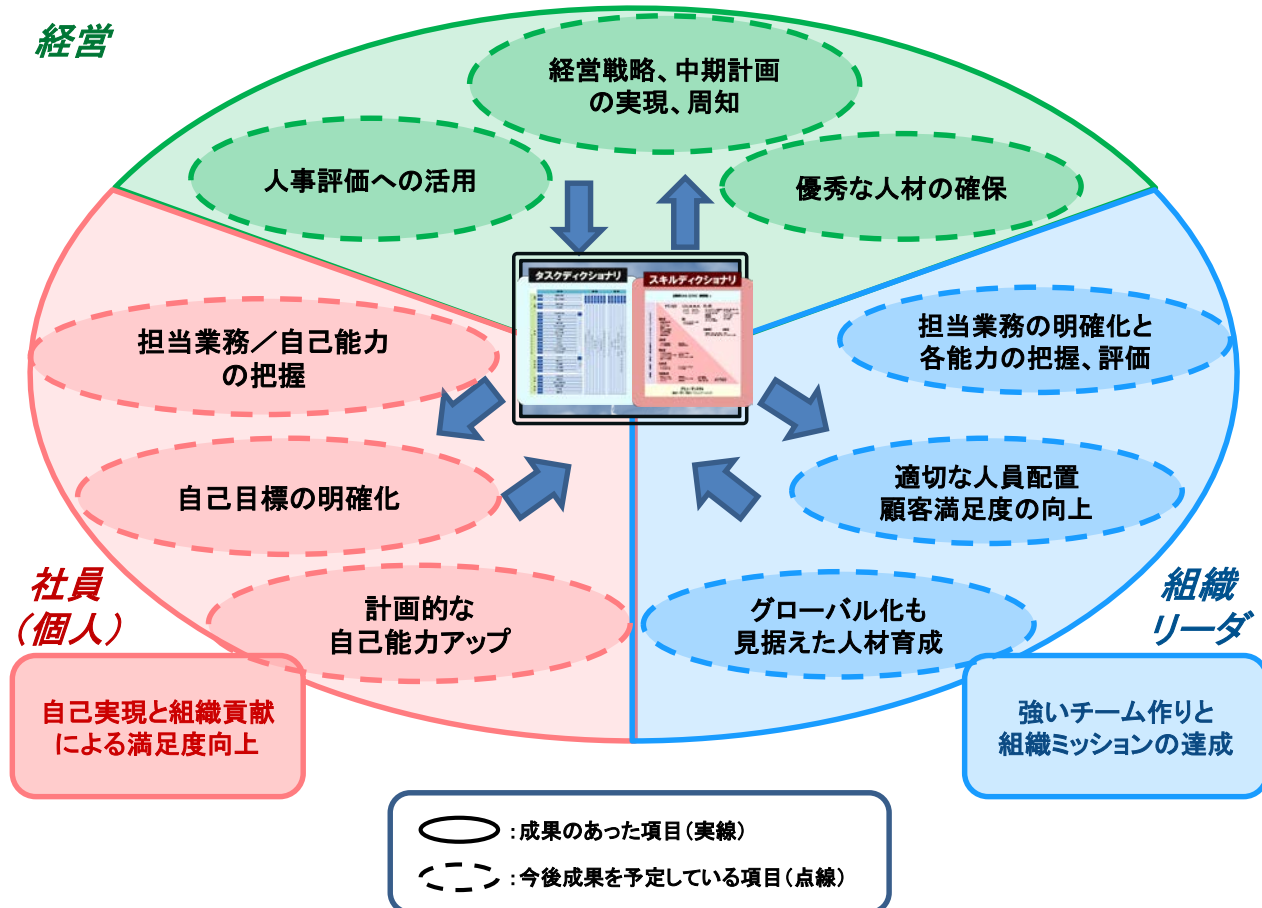 経営
経営戦略、中期計画
の実現、周知
人事評価への活用
優秀な人材の確保
タスクディクショナリ
スキルディクショナリ
担当業務／自己能力
の把握
担当業務の明確化と
各能力の把握、評価
自己目標の明確化
適切な人員配置
顧客満足度の向上
社員
（個人）
計画的な
自己能力アップ
グローバル化も
見据えた人材育成
組織
リーダ
自己実現と組織貢献
による満足度向上
強いチーム作りと
組織ミッションの達成
：成果のあった項目（実線）
：今後成果を予定している項目（点線）